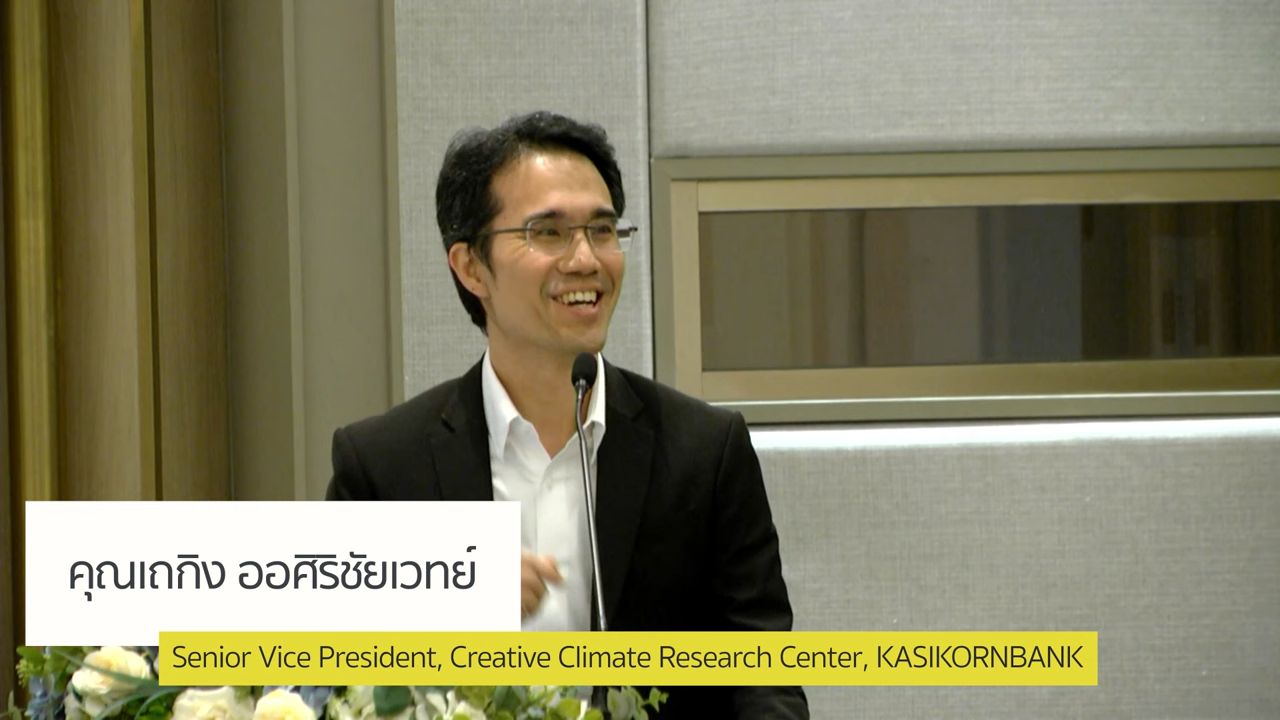 คุณเถกิง ออศิริชัยเวทย์
Senior Vice President, Creative Climate Research Center, KASIKORNBANK